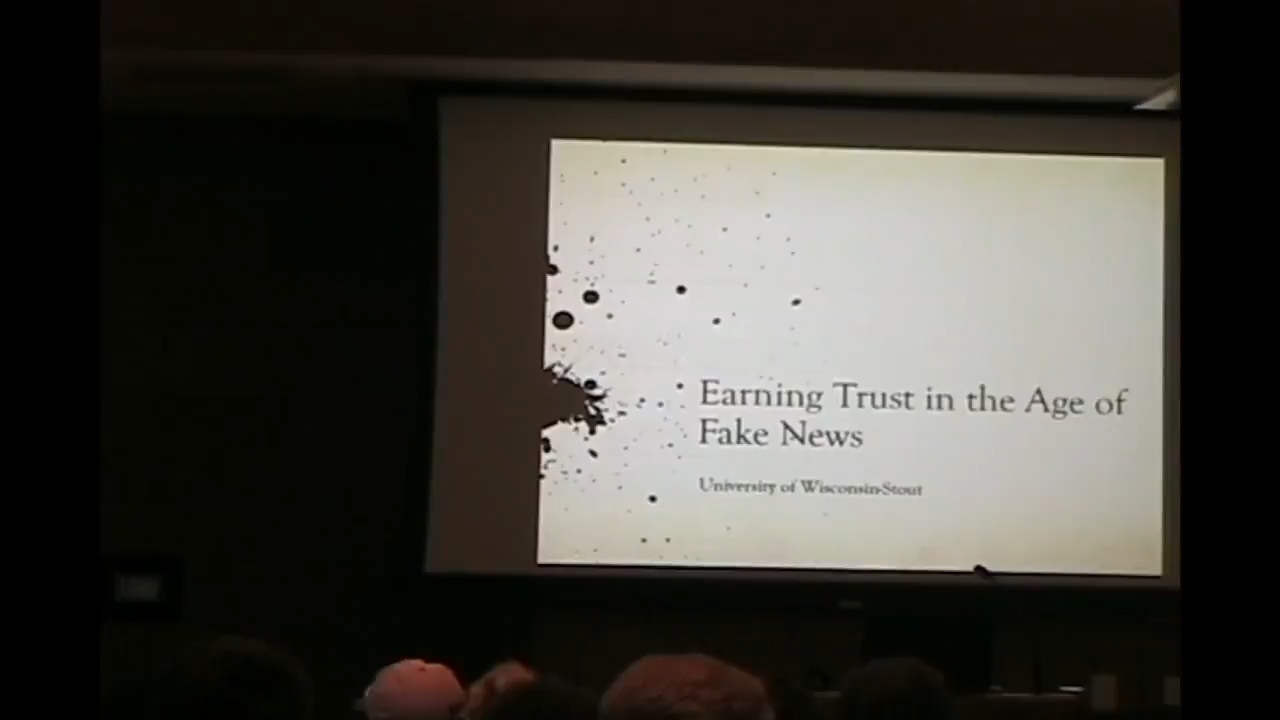 Earning Trust in the Age of
Fake News
University of Wisconsin-Stout